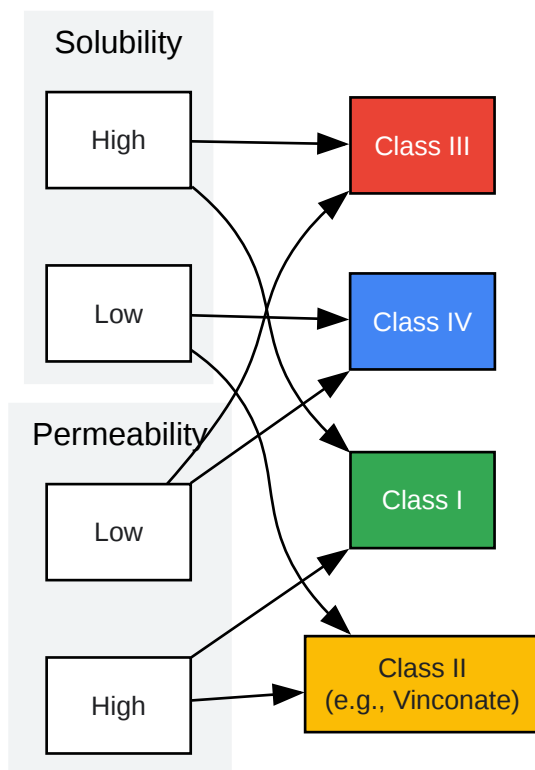 Solubility
High
Low
Permeability
Low
High
Class III
Class IV
Class I
Class II
(e.g., Vinconate)